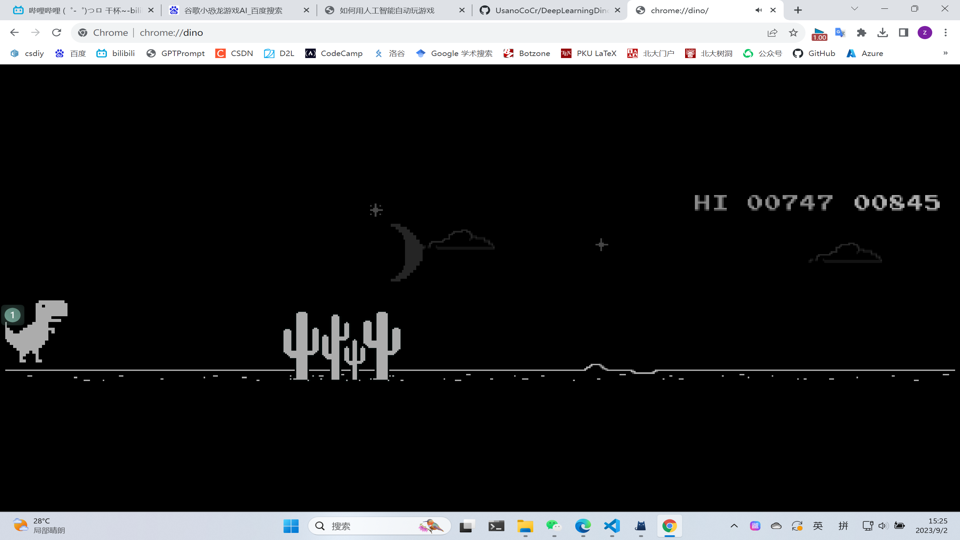 哔哩哔哩 (゜-゜)つロ 干杯~-bili
谷歌小恐龙游戏AI_百度搜索
如何用人工智能自动玩游戏
UsanoCoCr/DeepLearningDin
chrome://dino/
Chrome | chrome://dino
1.00
z
csdiy
百度
bilibili
GPTPrompt
CSDN
D2L
CodeCamp
洛谷
Google 学术搜索
Botzone
PKU LaTeX
北大门户
北大树洞
公众号
GitHub
Azure
»
HI 00747 00845
1
28°C
局部晴朗
搜索
英
拼
15:25
2023/9/2